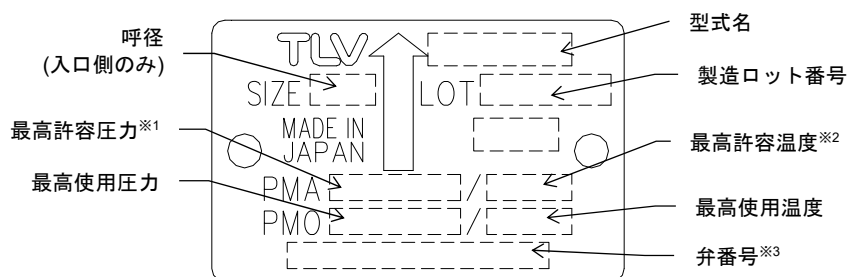 型式名
呼径
(入口側のみ)
TLV
SIZE
LOT
製造ロット番号
MADE IN
JAPAN
最高許容圧力※1
最高許容温度※2
最高使用圧力
PMA /
PMO /
最高使用温度
弁番号※3